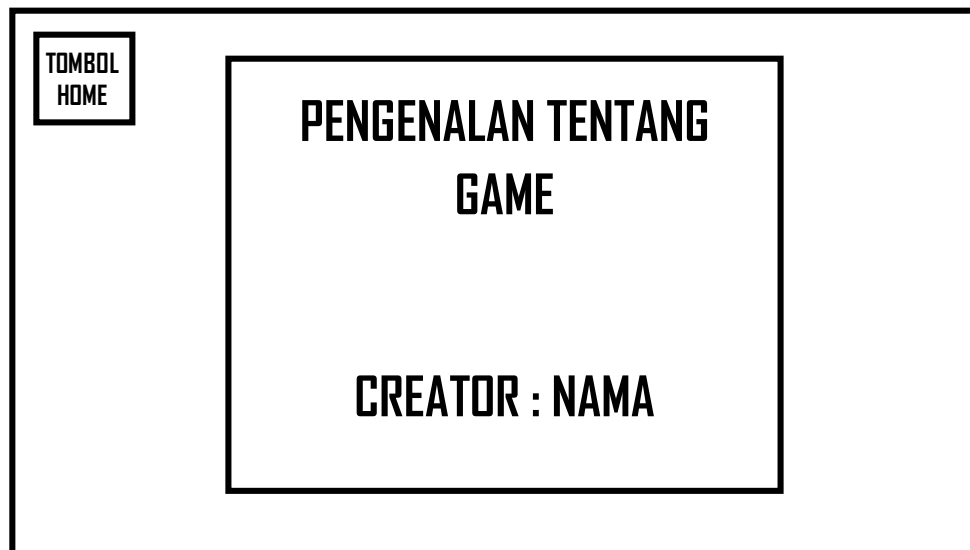 TOMBOL
HOME
PENGENALAN TENTANG
GAME
CREATOR : NAMA